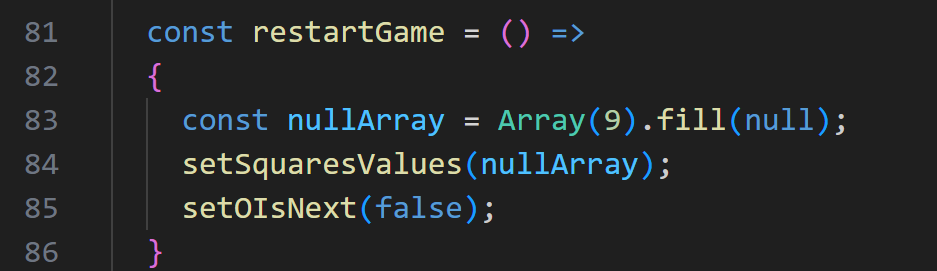 81 const restartGame = () =>
82 {
83 const nullArray = Array(9).fill(null);
84 setSquaresValues(nullArray);
85 setOIsNext(false);
86 }